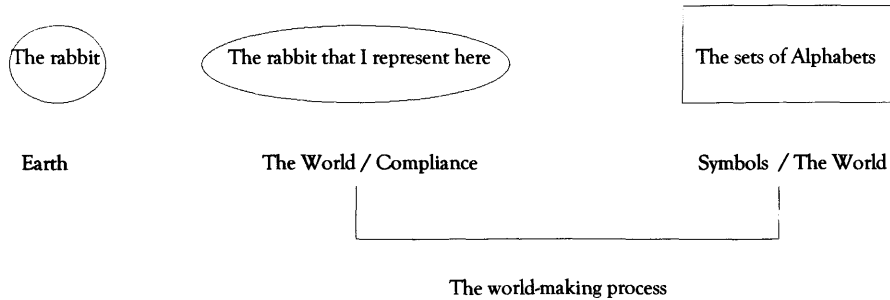 The rabbit
The rabbit that I represent here
The sets of Alphabets
Earth
The World / Compliance
Symbols / The World
The world-making process